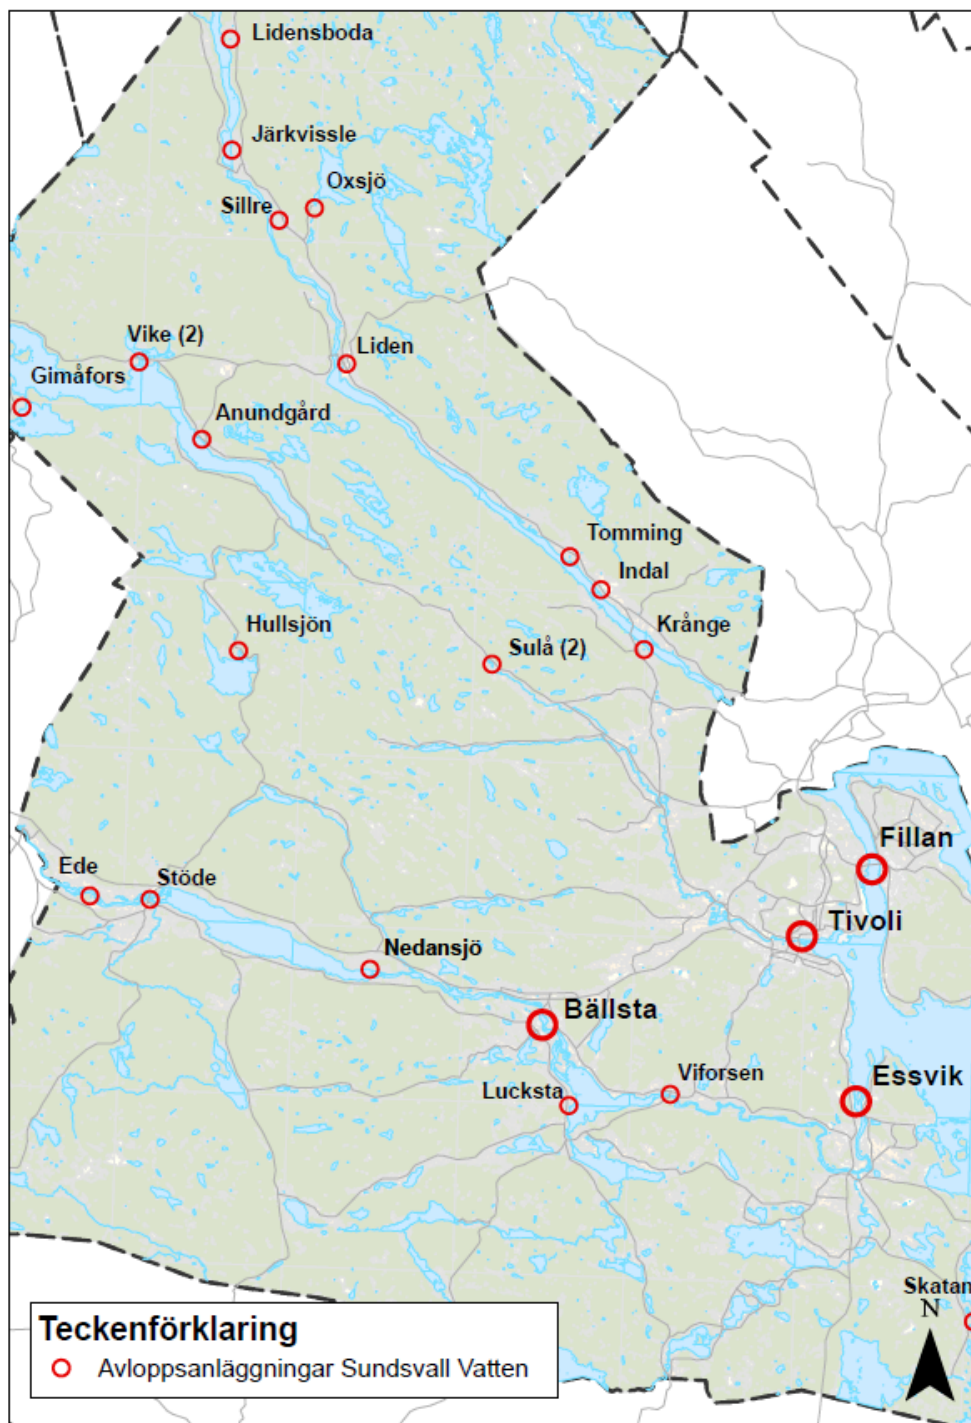 Lidensboda
Järkvissle
Oxsjö
Sillre
Vike (2)
Liden
Gimåfors
Anundgård
Tomming
Indal
Hullsjön
Sulå (2)
Krånge
Fillan
Ede
Stöde
Tivoli
Nedansjö
Bällsta
Viforsen
Essvik
Lucksta
Skatan
N
Teckenförklaring
Avloppsanläggningar Sundsvall Vatten